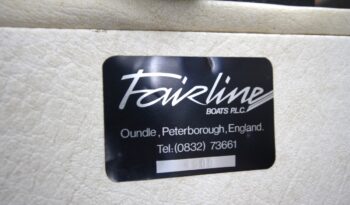 Fairline
BOATS P.L.C.
Oundle, Peterborough, England.
Tel: (0832) 73661